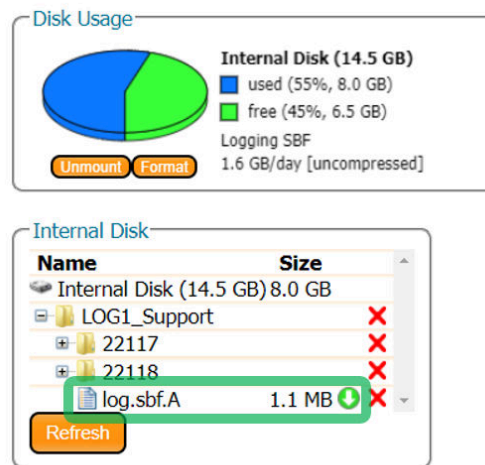 Disk Usage
Internal Disk (14.5 GB)
used (55%, 8.0 GB)
free (45%, 6.5 GB)
Logging SBF
1.6 GB/day [uncompressed]
Unmount Format
Internal Disk
Name Size
Internal Disk (14.5 GB) 8.0 GB
LOG1_Support
22117
22118
log.sbf.A 1.1 MB
Refresh